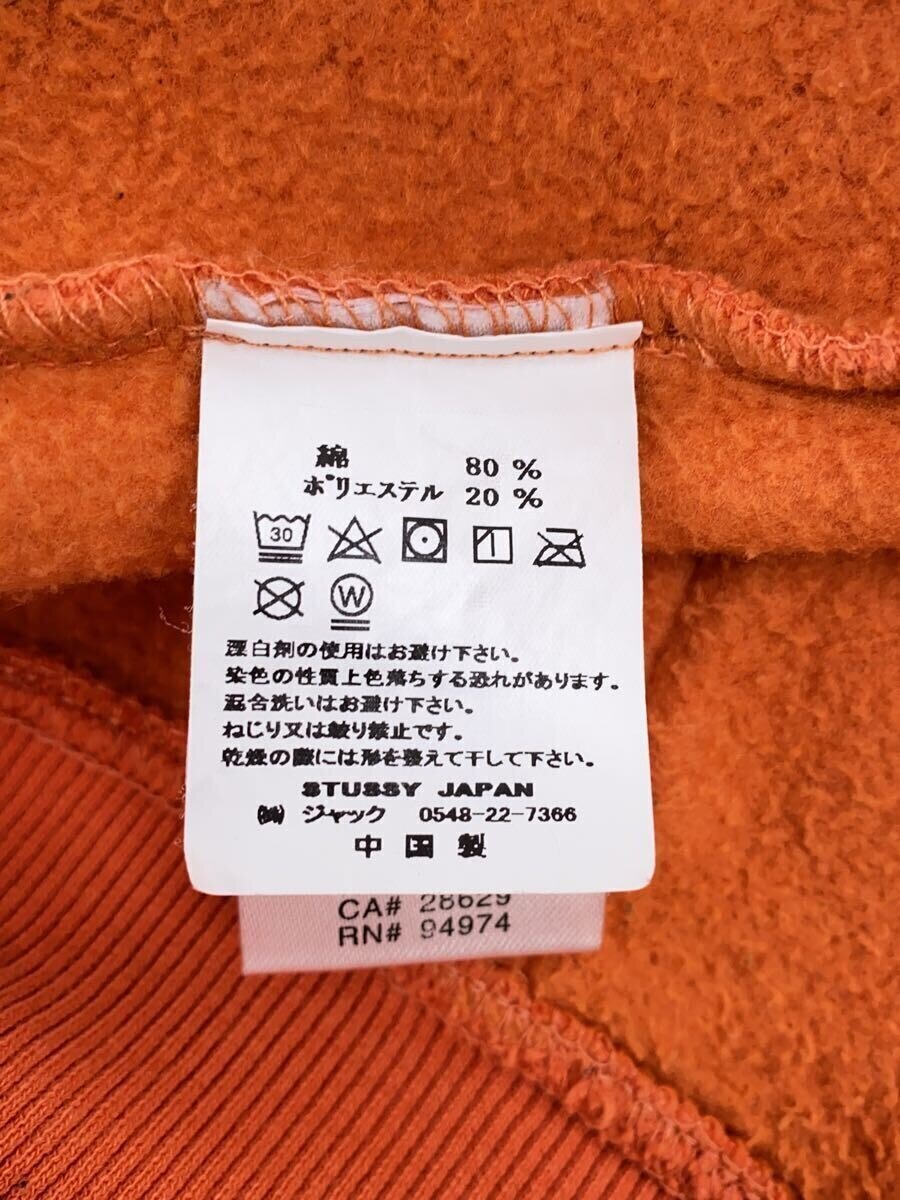 綿 80 %
ポリエステル 20 %
30
W
漂白剤の使用はお避け下さい。
染色の性質上色落ちする恐れがあります。
混合洗いはお避け下さい。
ねじり又は絞り禁止です。
乾燥の際には形を整えて干して下さい。
STUSSY JAPAN
㈱ ジャック 0548-22-7366
中国製
CA# 28629
RN# 94974